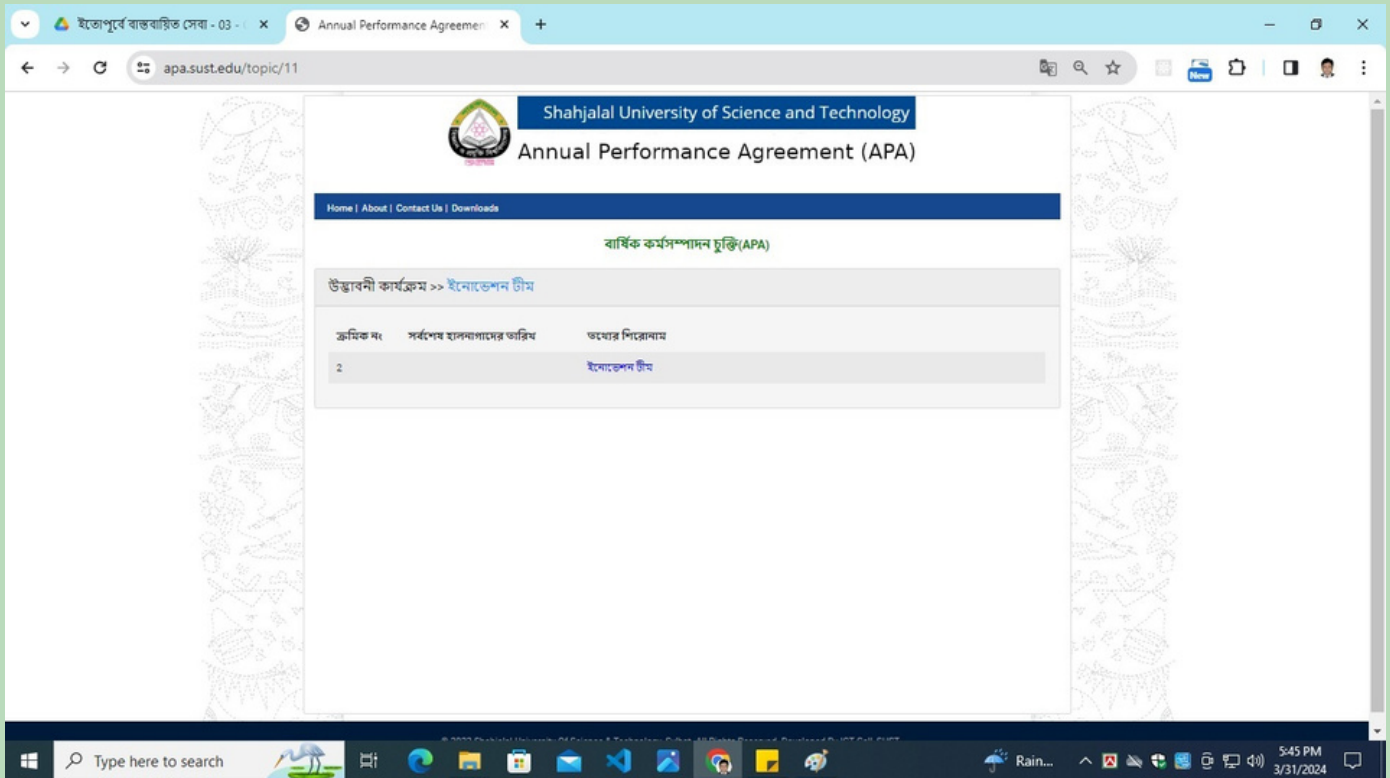 ইতোপূর্বে বাস্তবায়িত সেবা - 03 -
Annual Performance Agreemen
apa.sust.edu/topic/11
New
Shahjalal University of Science and Technology
Annual Performance Agreement (APA)
Home | About | Contact Us | Downloads
বার্ষিক কর্মসম্পাদন চুক্তি(APA)
উদ্ভাবনী কার্যক্রম >> ইনোভেশন টীম
ক্রমিক নং সর্বশেষ হালনাগাদের তারিখ তথ্যের শিরোনাম
2 ইনোভেশন টীম
Type here to search
Rain...
5:45 PM
3/31/2024